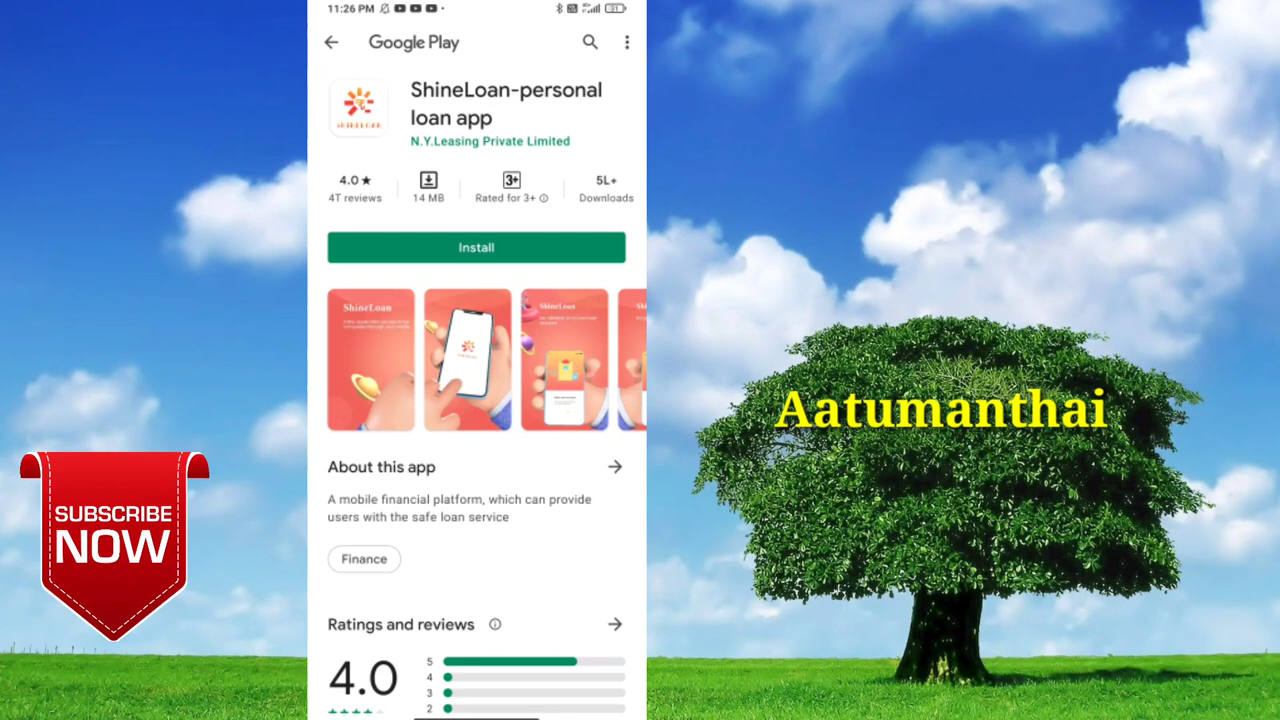 11:26 PM
31
Google Play
ShineLoan-personal
loan app
N.Y.Leasing Private Limited
SHINELOAN
4.0★
4T reviews
14 MB
3+
Rated for 3+
5L+
Downloads
Install
ShineLoan
ShineLoan
About this app
A mobile financial platform, which can provide
users with the safe loan service
Finance
Ratings and reviews
4.0
5
4
3
2
SUBSCRIBE
NOW
Aatumanthai